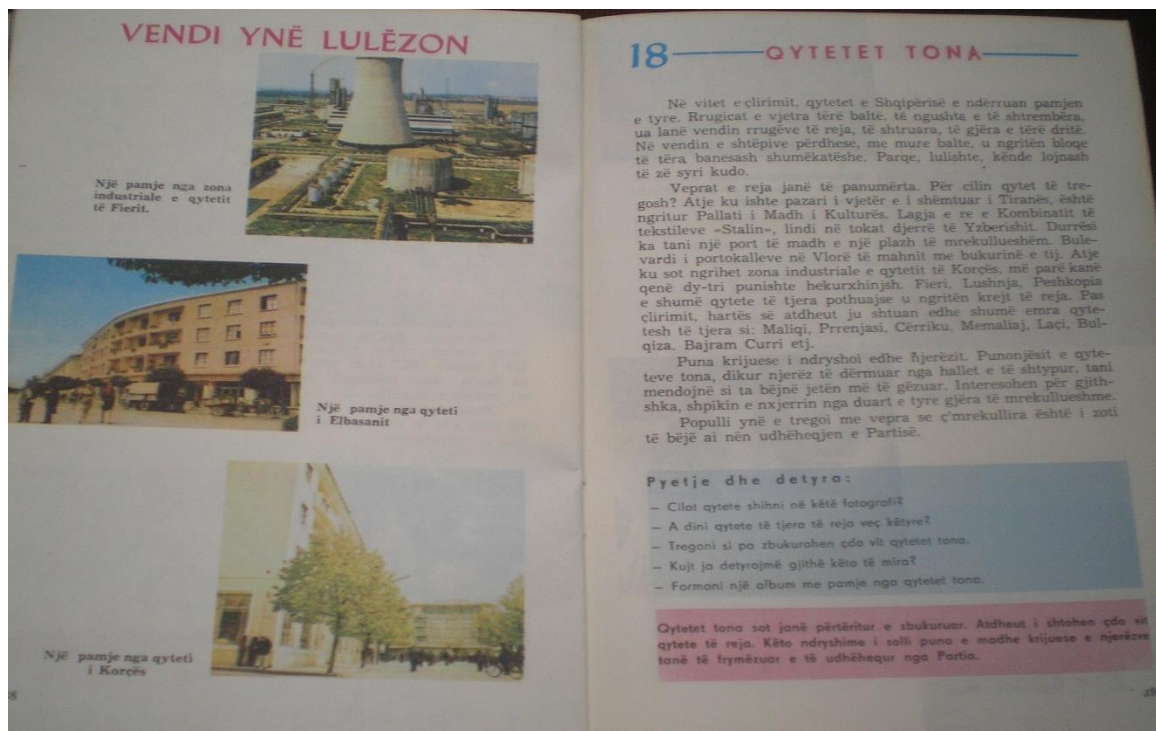 VENDI YNË LULËZON
Një pamje nga zona
industriale e qytetit
të Fierit.
Një pamje nga qyteti
i Elbasanit
Një pamje nga qyteti
i Korçës
18 QYTETET TONA
Në vitet e çlirimit, qytetet e Shqipërisë e ndërruan pamjen
e tyre. Rrugicat e vjetra tërë baltë, të ngushta e të shtrembëra,
ua lanë vendin rrugëve të reja, të shtruara, të gjëra e tërë dritë.
Në vendin e shtëpive përdhese, me mure balte, u ngritën bloqe
të tëra banesash shumëkatëshe. Parqe, lulishte, kënde lojnash
të zë syri kudo.
Veprat e reja janë të panumërta. Për cilin qytet të tre-
gosh? Atje ku ishte pazari i vjetër e i shëmtuar i Tiranës, është
ngritur Pallati i Madh i Kulturës. Lagja e re e Kombinatit të
tekstileve «Stalin», lindi në tokat djerrë të Yzberishit. Durrësi
ka tani një port të madh e një plazh të mrekullueshëm. Bule-
vardi i portokalleve në Vlorë të mahnit me bukurinë e tij. Atje
ku sot ngrihet zona industriale e qytetit të Korçës, më parë kanë
qenë dy-tri punishte hekurxhinjsh. Fieri, Lushnja, Peshkopia
e shumë qytete të tjera pothuajse u ngritën krejt të reja. Pas
çlirimit, hartës së atdheut ju shtuan edhe shumë emra qyte-
tesh të tjera si: Maliqi, Prrenjasi, Cërriku, Memaliaj, Laçi, Bul-
qiza, Bajram Curri etj.
Puna krijuese i ndryshoi edhe njerëzit. Punonjësit e qyte-
teve tona, dikur njerëz të dërmuar nga hallet e të shtypur, tani
mendojnë si ta bëjnë jetën më të gëzuar. Interesohen për gjith-
shka, shpikin e nxjerrin nga duart e tyre gjëra të mrekullueshme.
Populli ynë e tregoi me vepra se ç'mrekullira është i zoti
të bëjë ai nën udhëheqjen e Partisë.
Pyetje dhe detyra:
— Cilat qytete shihni në këtë fotografi?
— A dini qytete të tjera të reja veç këtyre?
— Tregoni si po zbukurohen çdo vit qytetet tona.
— Kujt ja detyrojmë gjithë këto të mira?
— Formoni një album me pamje nga qytetet tona.
Qytetet tona sot janë përtëritur e zbukuruar. Atdheut i shtohen çdo vit
qytete të reja. Këto ndryshime i solli puna e madhe krijuese e njerëzve
tanë të frymëzuar e të udhëhequr nga Partia.